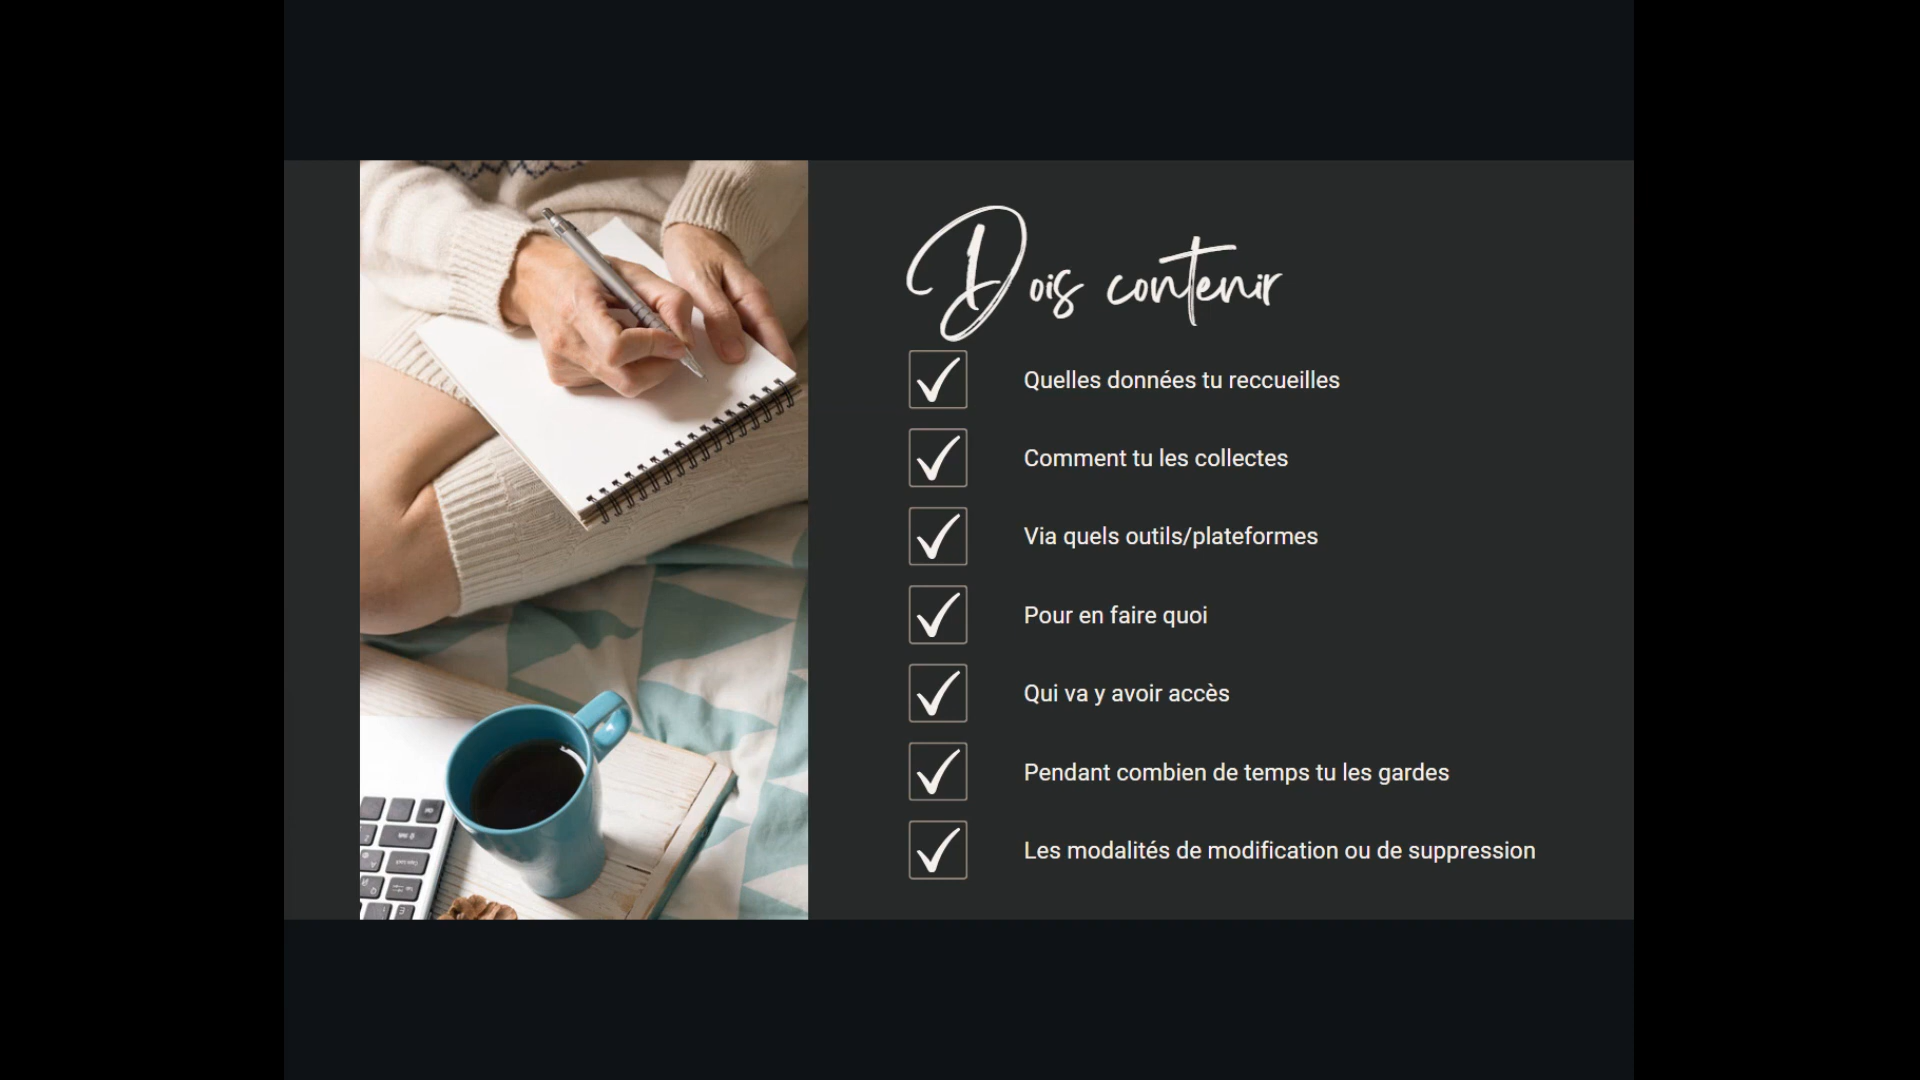 Dois contenir
Quelles données tu reccueilles
Comment tu les collectes
Via quels outils/plateformes
Pour en faire quoi
Qui va y avoir accès
Pendant combien de temps tu les gardes
Les modalités de modification ou de suppression